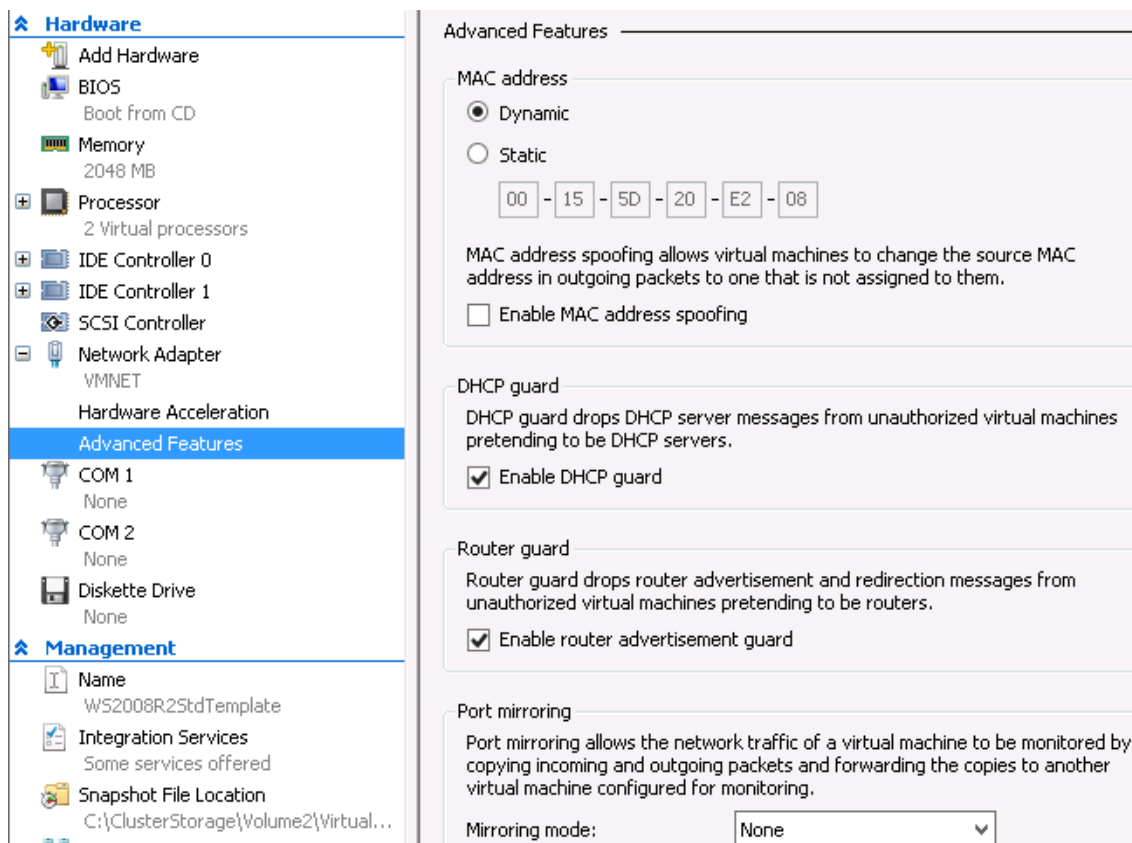 Hardware
Add Hardware
BIOS
Boot from CD
Memory
2048 MB
Processor
2 Virtual processors
IDE Controller 0
IDE Controller 1
SCSI Controller
Network Adapter
VMNET
Hardware Acceleration
Advanced Features
COM 1
None
COM 2
None
Diskette Drive
None
Management
Name
WS2008R2StdTemplate
Integration Services
Some services offered
Snapshot File Location
C:\ClusterStorage\Volume2\Virtual...
Advanced Features
MAC address
Dynamic
Static
00 - 15 - 5D - 20 - E2 - 08
MAC address spoofing allows virtual machines to change the source MAC
address in outgoing packets to one that is not assigned to them.
Enable MAC address spoofing
DHCP guard
DHCP guard drops DHCP server messages from unauthorized virtual machines
pretending to be DHCP servers.
Enable DHCP guard
Router guard
Router guard drops router advertisement and redirection messages from
unauthorized virtual machines pretending to be routers.
Enable router advertisement guard
Port mirroring
Port mirroring allows the network traffic of a virtual machine to be monitored by
copying incoming and outgoing packets and forwarding the copies to another
virtual machine configured for monitoring.
Mirroring mode: None